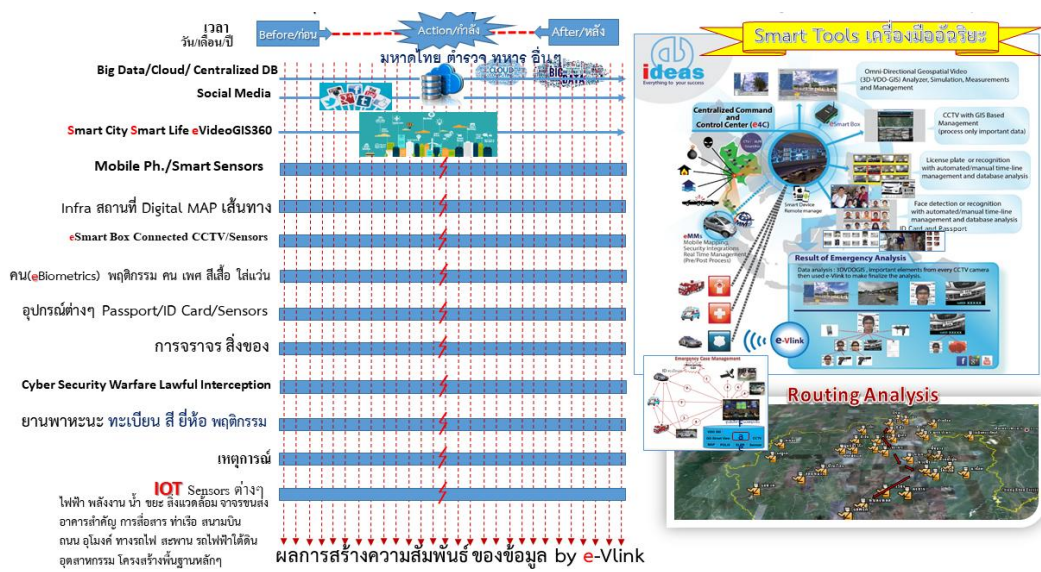 เวลา
วัน/เดือน/ปี
Before/ก่อน
Action/กำลัง
After/หลัง
มหาดไทย ตำรวจ ทหาร อื่นๆ
Big Data/Cloud/ Centralized DB
CLOUD
BIG DATA
Social Media
Smart City Smart Life eVideoGIS360
Mobile Ph./Smart Sensors
Infra สถานที่ Digital MAP เส้นทาง
eSmart Box Connected CCTV/Sensors
คน(eBiometrics) พฤติกรรม คน เพศ สีเสื้อ ใส่แว่น
อุปกรณ์ต่างๆ Passport/ID Card/Sensors
การจราจร สิ่งของ
Cyber Security Warfare Lawful Interception
ยานพาหะนะ ทะเบียน สี ยี่ห้อ พฤติกรรม
เหตุการณ์
IOT Sensors ต่างๆ
ไฟฟ้า พลังงาน น้ำ ขยะ สิ่งแวดล้อม จาจรขนส่ง
อาคารสำคัญ การสื่อสาร ท่าเรือ สนามบิน
ถนน อุโมงค์ ทางรถไฟ สะพาน รถไฟฟ้าใต้ดิน
อุตสาหกรรม โครงสร้างพื้นฐานหลักๆ
ผลการสร้างความสัมพันธ์ ของข้อมูล by e-Vlink
Smart Tools เครื่องมืออัจริยะ
ideas
Everything to your success
Omni-Directional Geospatial Video
(3D-VDO-GIS) Analyzer, Simulation, Measurements
and Management
Centralized Command
and Control Center (e4C)
eSmart Box
CCTV with GIS Based
Management
(process only important data)
License plate or recognition
with automated/manual time-line
management and database analysis
Smart Device
Remote manage
Face detection or recognition
with automated/manual time-line
management and database analysis
ID Card and Passport
eMMs
Mobile Mapping,
Security Integrations
Real Time Management,
(Pre/Post Process)
Result of Emergency Analysis
Data analysis : 3DVDOGIS , important elements from every CCTV camera
then used e-Vlink to make finalize the analysis.
e-Vlink
Emergency Case Management
Routing Analysis